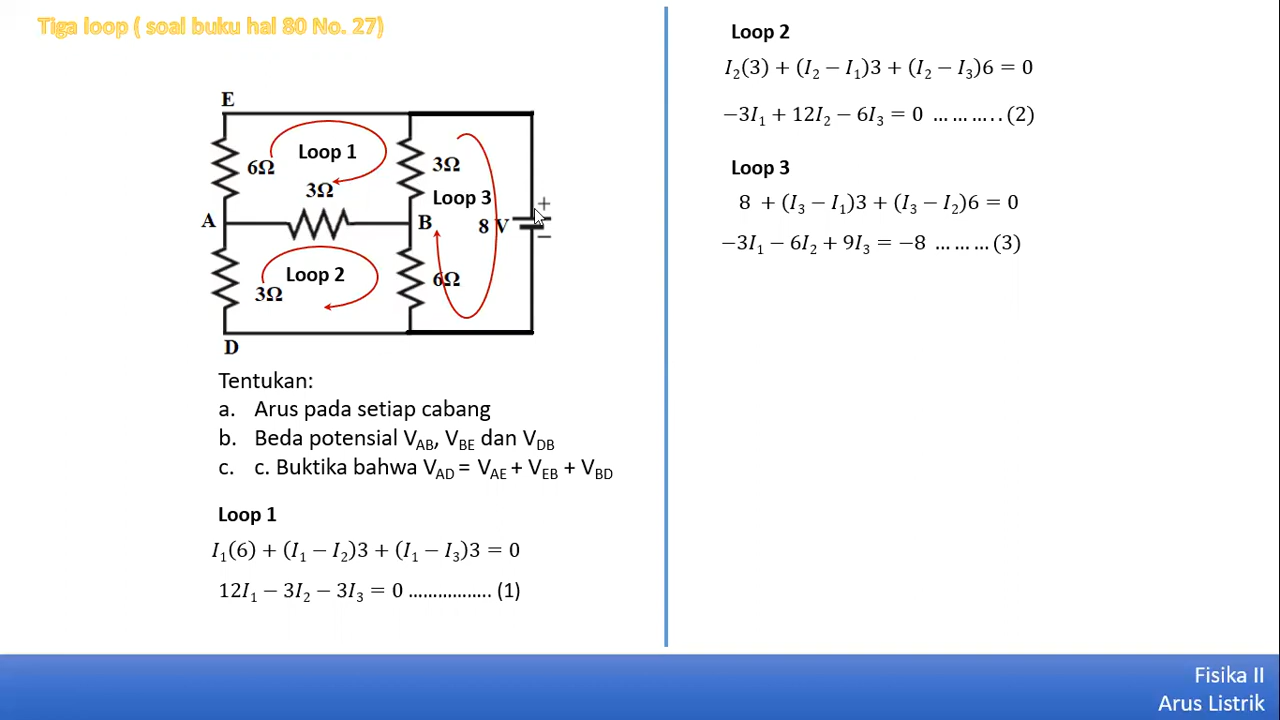 Tiga loop ( soal buku hal 80 No. 27)
E
6Ω
Loop 1
3Ω
3Ω
Loop 3
A
B
8 V
+
−
Loop 2
3Ω
6Ω
D
Tentukan:
a. Arus pada setiap cabang
b. Beda potensial V_AB, V_BE dan V_DB
c. c. Buktika bahwa V_AD = V_AE + V_EB + V_BD
Loop 1
I₁(6) + (I₁ − I₂)3 + (I₁ − I₃)3 = 0
12I₁ − 3I₂ − 3I₃ = 0 ................. (1)
Loop 2
I₂(3) + (I₂ − I₁)3 + (I₂ − I₃)6 = 0
−3I₁ + 12I₂ − 6I₃ = 0 … … … . . (2)
Loop 3
8 + (I₃ − I₁)3 + (I₃ − I₂)6 = 0
−3I₁ − 6I₂ + 9I₃ = −8 … … … (3)
Fisika II
Arus Listrik